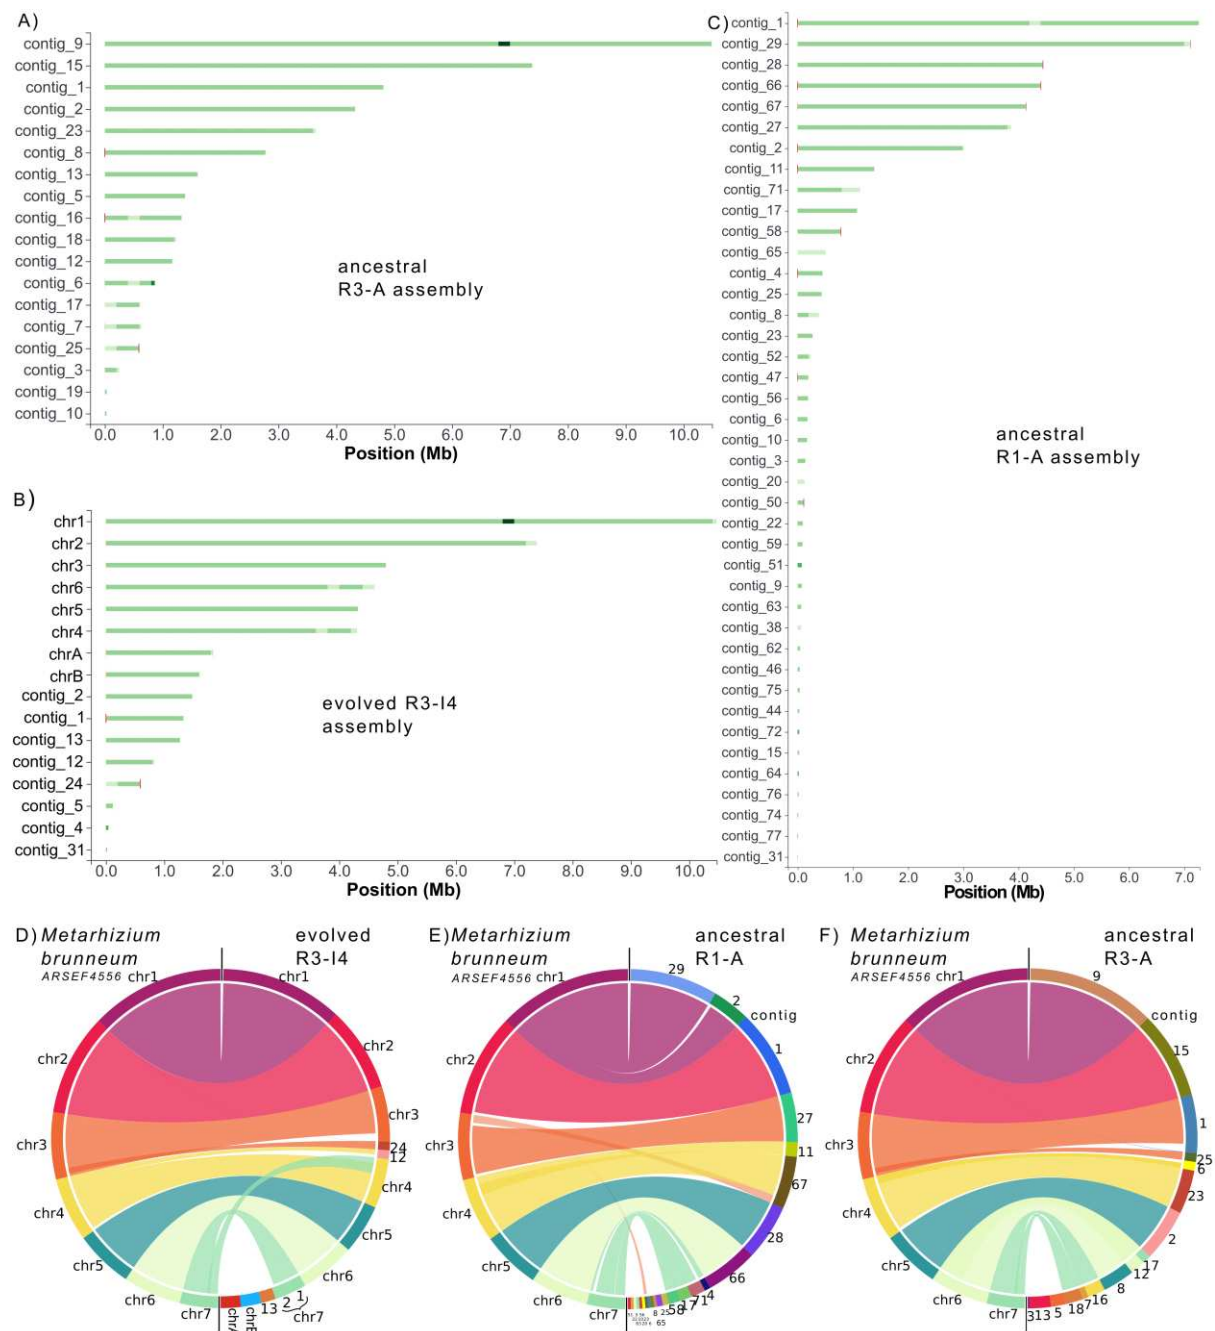 A)
contig_9
contig_15
contig_1
contig_2
contig_23
contig_8
contig_13
contig_5
contig_16
contig_18
contig_12
contig_6
contig_17
contig_7
contig_25
contig_3
contig_19
contig_10
ancestral
R3-A assembly
0.0 1.0 2.0 3.0 4.0 5.0 6.0 7.0 8.0 9.0 10.0
Position (Mb)
B)
chr1
chr2
chr3
chr6
chr5
chr4
chrA
chrB
contig_2
contig_1
contig_13
contig_12
contig_24
contig_5
contig_4
contig_31
evolved R3-I4
assembly
0.0 1.0 2.0 3.0 4.0 5.0 6.0 7.0 8.0 9.0 10.0
Position (Mb)
C)
contig_1
contig_29
contig_28
contig_66
contig_67
contig_27
contig_2
contig_11
contig_71
contig_17
contig_58
contig_65
contig_4
contig_25
contig_8
contig_23
contig_52
contig_47
contig_56
contig_6
contig_10
contig_3
contig_20
contig_50
contig_22
contig_59
contig_51
contig_9
contig_63
contig_38
contig_62
contig_46
contig_75
contig_44
contig_72
contig_15
contig_64
contig_76
contig_74
contig_77
contig_31
ancestral
R1-A assembly
0.0 1.0 2.0 3.0 4.0 5.0 6.0 7.0
Position (Mb)
D) Metarhizium
brunneum
ARSEF4556 chr1
evolved
R3-I4
chr1
chr2
chr2
chr3
chr3
24
12
chr4
chr4
chr5
chr5
chr6
chr6
chr7
chrA
chrB
13
2
1
chr7
E) Metarhizium
brunneum
ARSEF4556 chr1
ancestral
R1-A
29
2
contig
1
chr2
27
chr3
11
67
chr4
28
chr5
66
chr6
4
71
17
58
25
8
65
chr7
F) Metarhizium
brunneum
ARSEF4556 chr1
ancestral
R3-A
9
contig
15
chr2
1
chr3
25
6
23
chr4
2
chr5
17
12
8
chr6
16
7
18
5
13
3
chr7